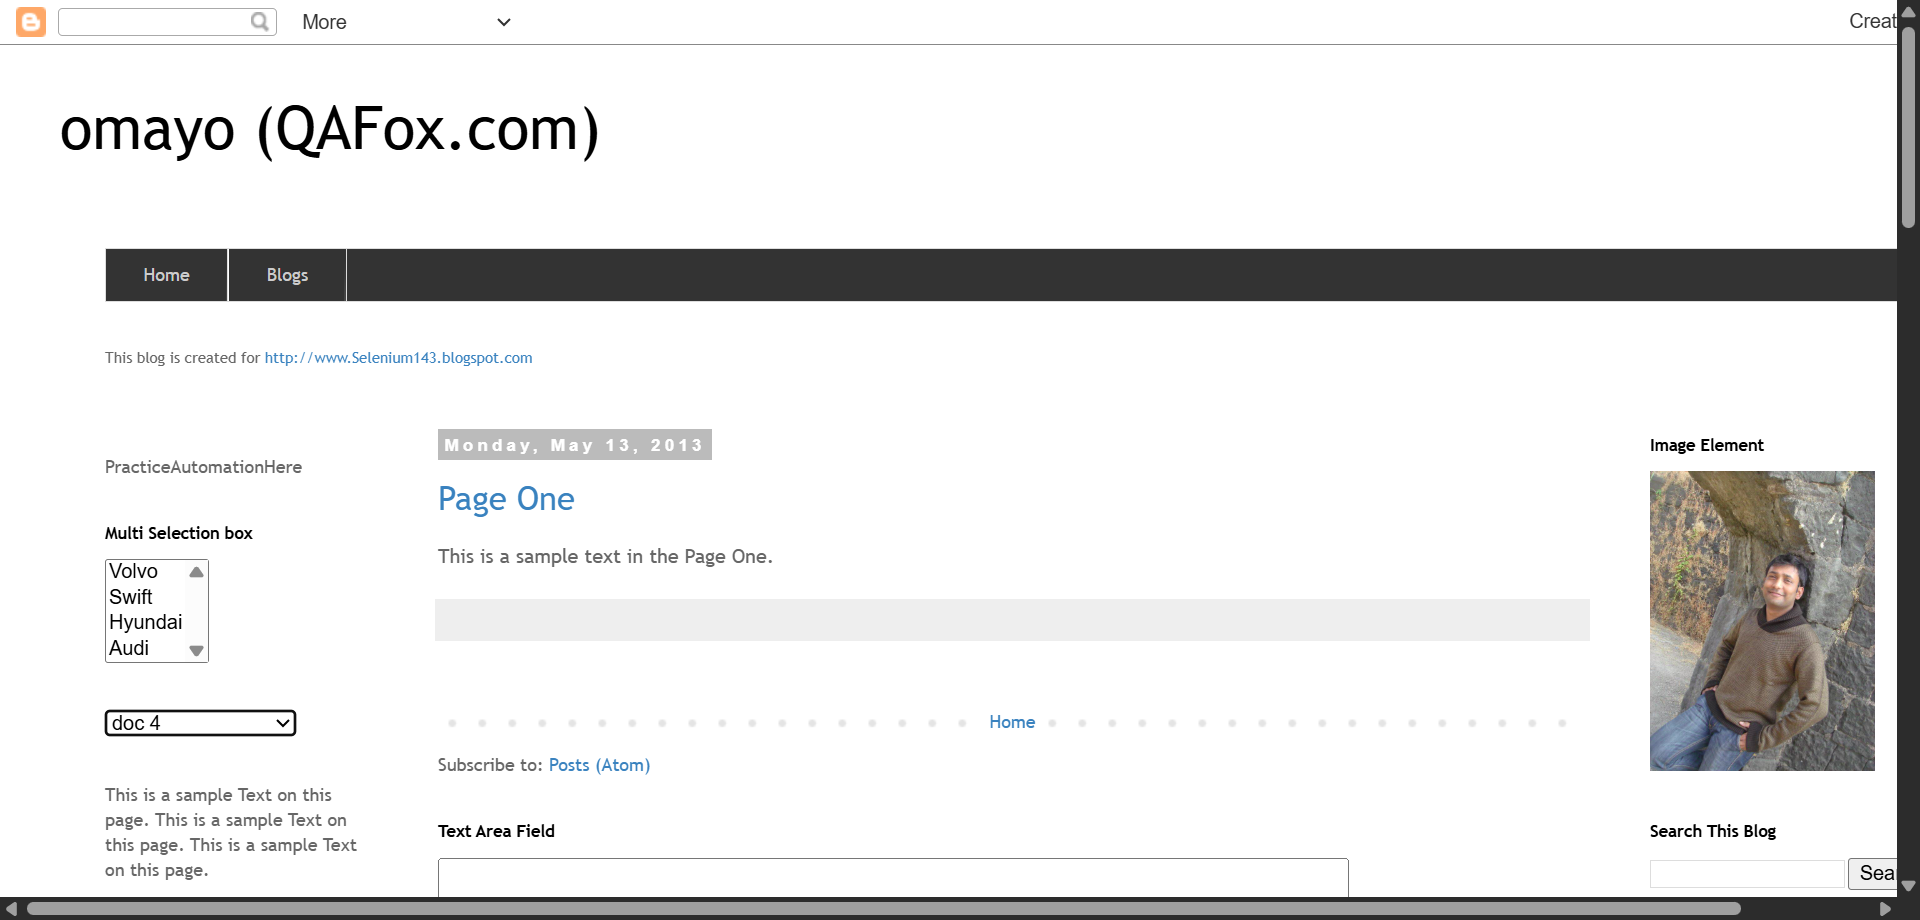 More
Creat
omayo (QAFox.com)
Home
Blogs
This blog is created for http://www.Selenium143.blogspot.com
PracticeAutomationHere
Multi Selection box
Volvo
Swift
Hyundai
Audi
doc 4
This is a sample Text on this
page. This is a sample Text on
this page. This is a sample Text
on this page.
Monday, May 13, 2013
Page One
This is a sample text in the Page One.
Home
Subscribe to: Posts (Atom)
Text Area Field
Image Element
Search This Blog
Sear